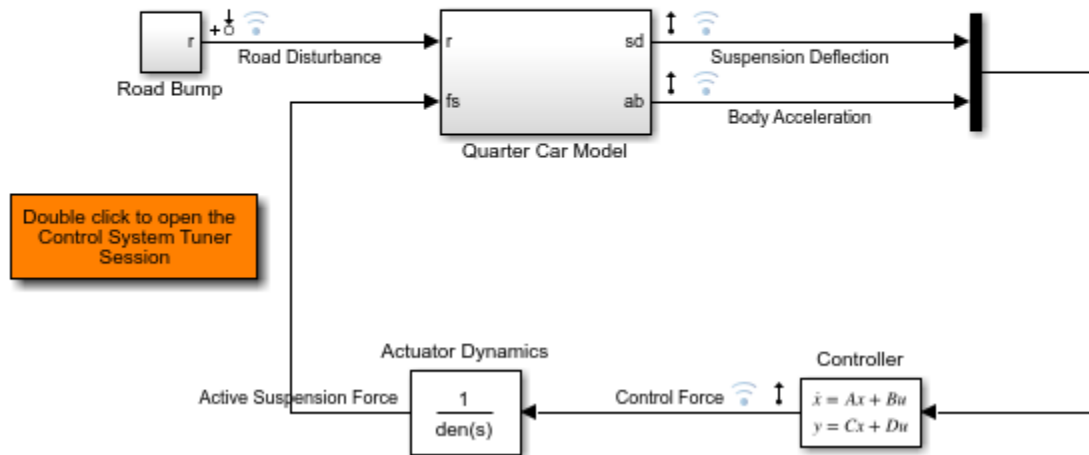 r
Road Disturbance
Road Bump
r
fs
sd
ab
Quarter Car Model
Suspension Deflection
Body Acceleration
Double click to open the
Control System Tuner
Session
Actuator Dynamics
Active Suspension Force
1
den(s)
Control Force
Controller
ẋ = Ax + Bu
y = Cx + Du